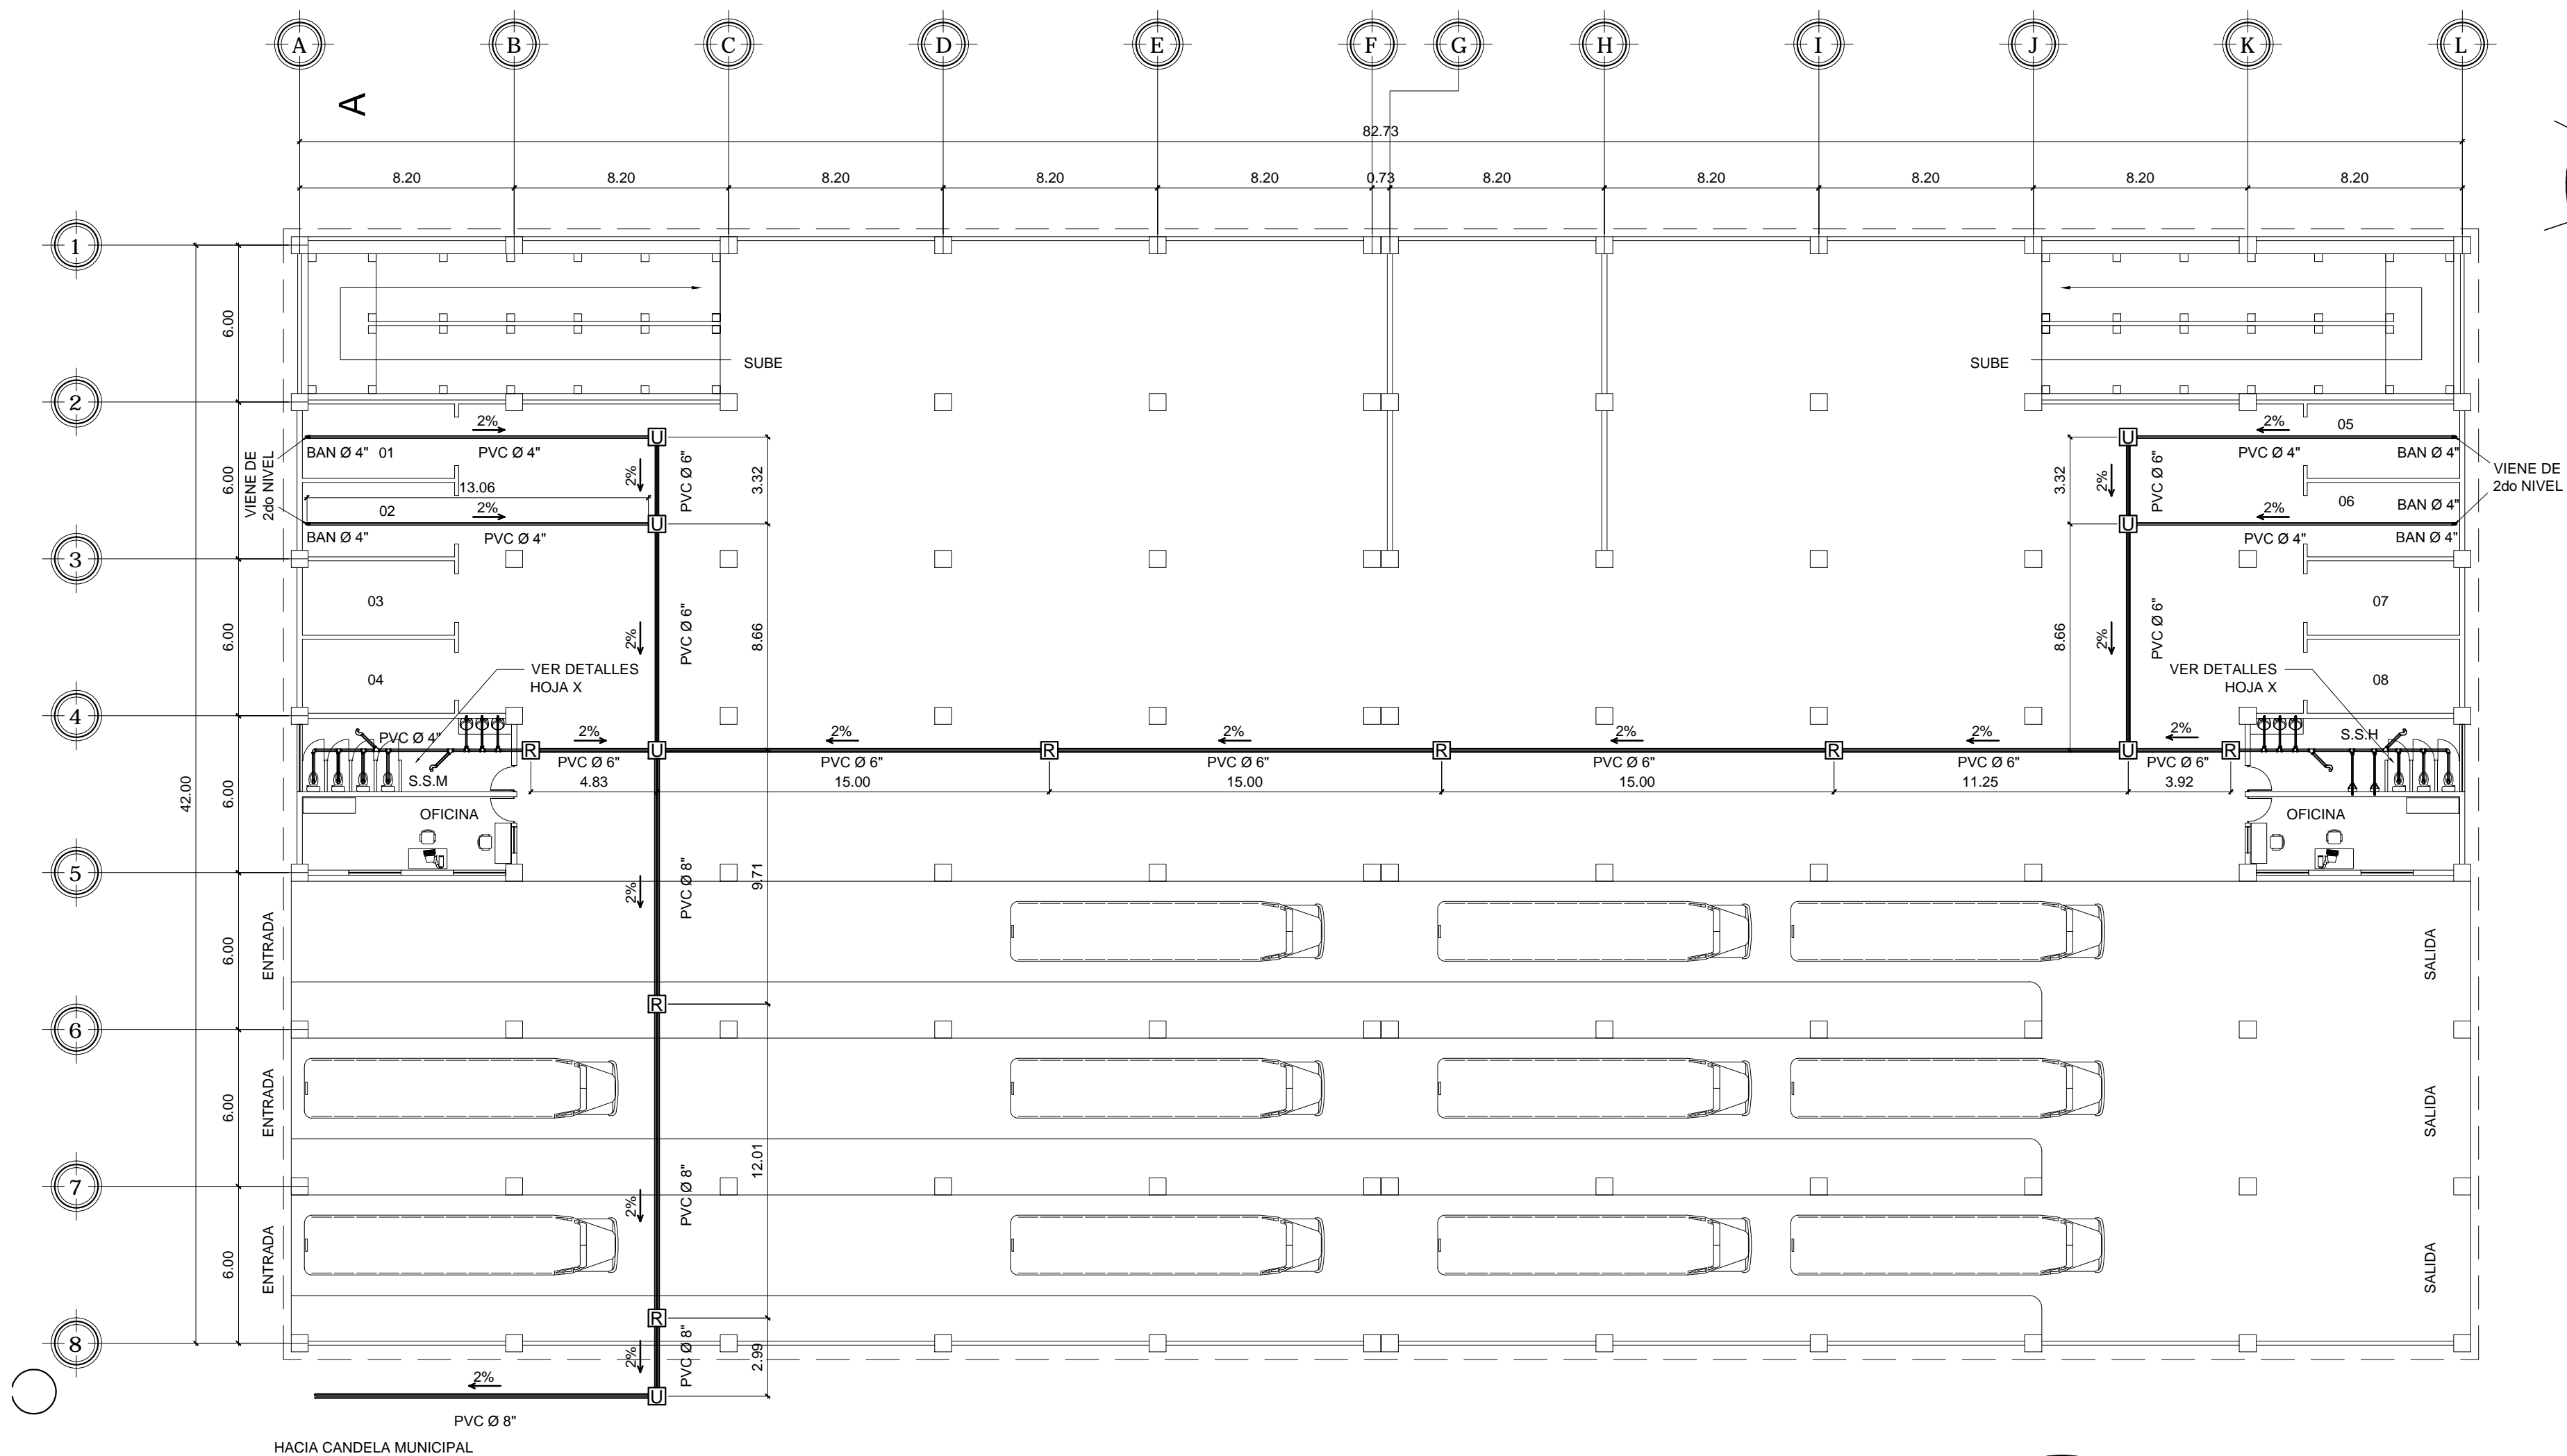 A B C D E F G H I J K L
A
82.73
8.20 8.20 8.20 8.20 8.20 0.73 8.20 8.20 8.20 8.20 8.20
1
6.00
SUBE
SUBE
2
2%
2%
05
BAN Ø 4" 01
PVC Ø 4"
PVC Ø 4"
BAN Ø 4"
VIENE DE
2do NIVEL
6.00
2%
PVC Ø 6"
3.32
3.32
2%
PVC Ø 6"
VIENE DE
2do NIVEL
13.06
02
2%
2%
06
BAN Ø 4"
BAN Ø 4"
PVC Ø 4"
PVC Ø 4"
BAN Ø 4"
U
U
U
U
3
03
07
6.00
2%
PVC Ø 6"
8.66
8.66
2%
PVC Ø 6"
VER DETALLES
HOJA X
VER DETALLES
HOJA X
04
08
4
PVC Ø 4"
2%
2%
2%
2%
2%
2%
S.S.H
R U R R R U R
PVC Ø 6"
PVC Ø 6"
PVC Ø 6"
PVC Ø 6"
PVC Ø 6"
PVC Ø 6"
S.S.M
4.83
15.00
15.00
15.00
11.25
3.92
42.00
6.00
OFICINA
OFICINA
5
2%
PVC Ø 8"
9.71
6.00
ENTRADA
SALIDA
R
6
6.00
ENTRADA
SALIDA
12.01
7
2%
PVC Ø 8"
6.00
ENTRADA
SALIDA
R
8
2%
PVC Ø 8"
2.99
2%
U
PVC Ø 8"
HACIA CANDELA MUNICIPAL